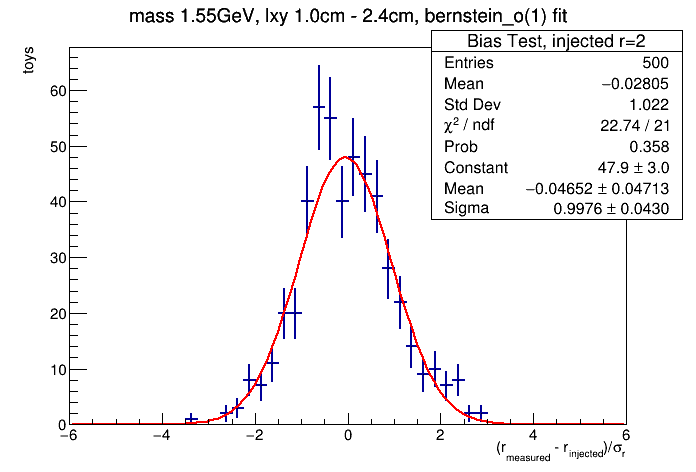 mass 1.55GeV, lxy 1.0cm - 2.4cm, bernstein_o(1) fit
Bias Test, injected r=2
Entries 500
Mean −0.02805
Std Dev 1.022
χ² / ndf 22.74 / 21
Prob 0.358
Constant 47.9 ± 3.0
Mean −0.04652 ± 0.04713
Sigma 0.9976 ± 0.0430
toys
60
50
40
30
20
10
0
−6 −4 −2 0 2 4 6
(r_measured - r_injected)/σ_r